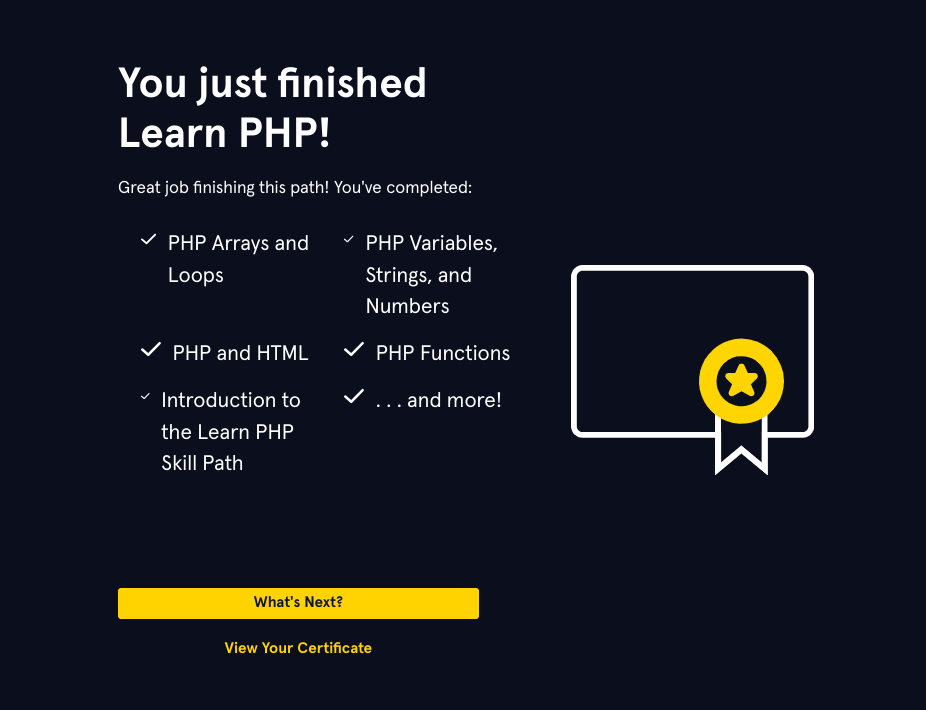 You just finished
Learn PHP!
Great job finishing this path! You've completed:
PHP Arrays and
Loops
PHP Variables,
Strings, and
Numbers
PHP and HTML
PHP Functions
Introduction to
the Learn PHP
Skill Path
. . . and more!
What's Next?
View Your Certificate